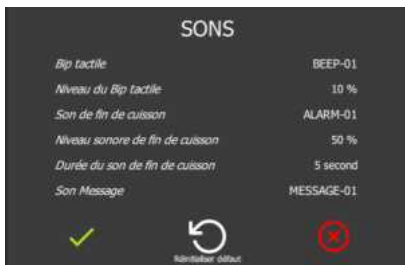 SONS
Bip tactile BEEP-01
Niveau du Bip tactile 10 %
Son de fin de cuisson ALARM-01
Niveau sonore de fin de cuisson 50 %
Durée du son de fin de cuisson 5 second
Son Message MESSAGE-01
Réinitialiser défaut